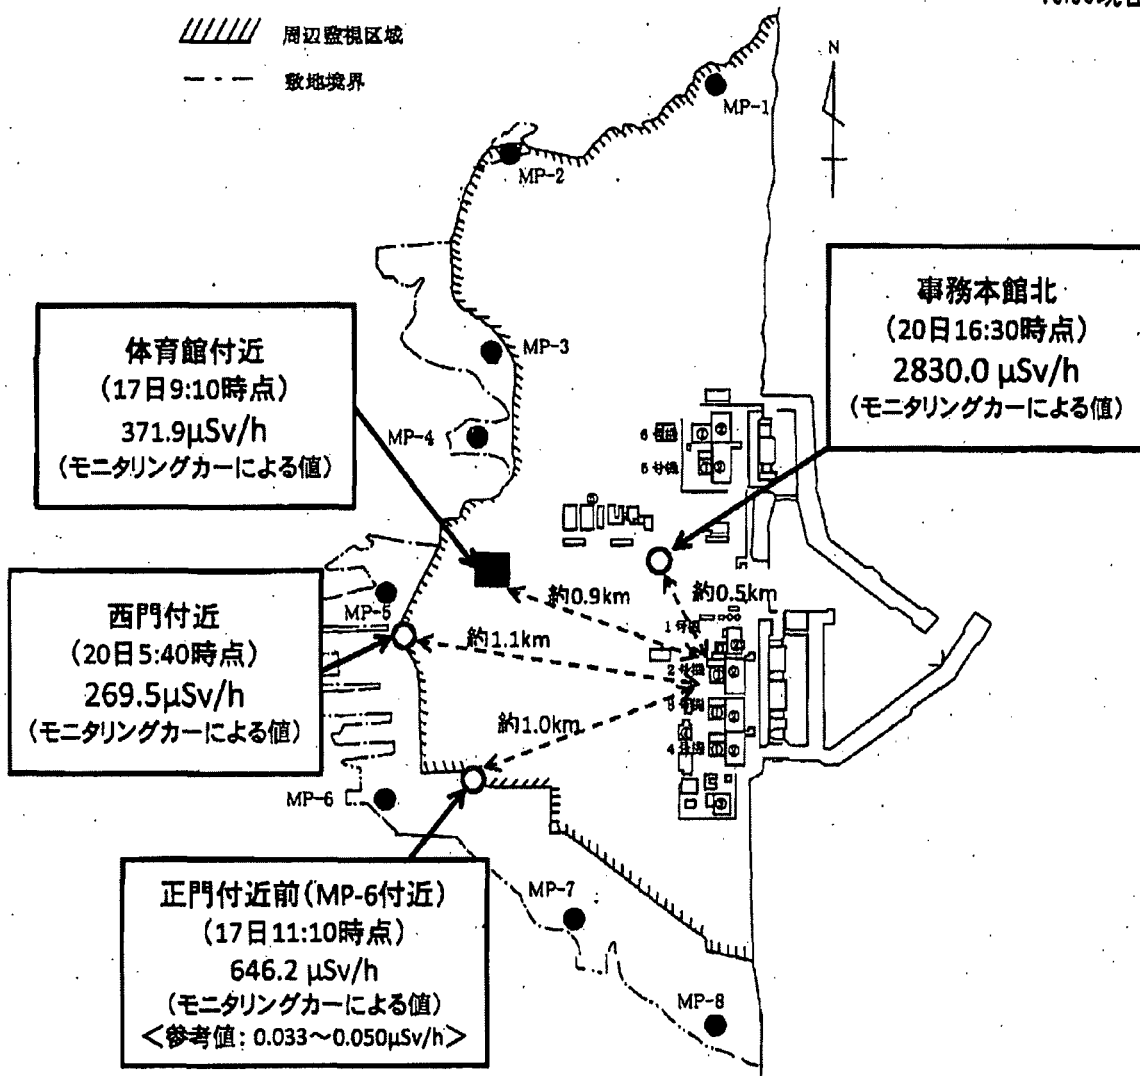 周辺監視区域
敷地境界
N
MP-1
MP-2
事務本館北
(20日16:30時点)
2830.0 μSv/h
(モニタリングカーによる値)
体育館付近
(17日9:10時点)
371.9μSv/h
(モニタリングカーによる値)
MP-3
MP-4
6号機
5号機
西門付近
(20日5:40時点)
269.5μSv/h
(モニタリングカーによる値)
MP-5
約0.9km
約0.5km
約1.1km
1号機
2号機
3号機
約1.0km
4号機
MP-6
正門付近前(MP-6付近)
(17日11:10時点)
646.2 μSv/h
(モニタリングカーによる値)
<参考値: 0.033~0.050μSv/h>
MP-7
MP-8